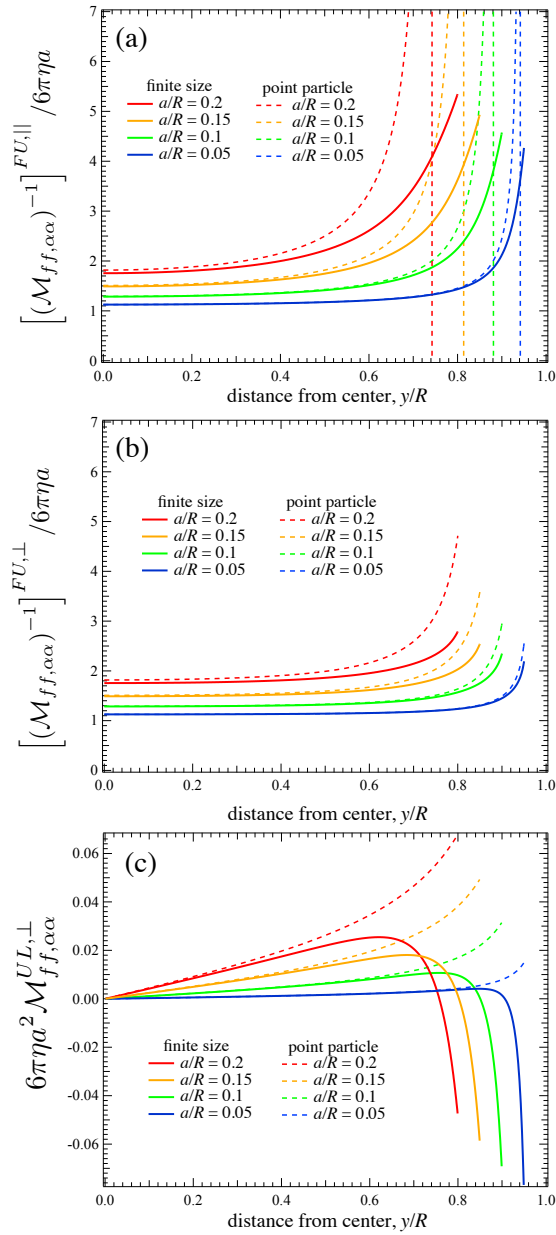 (a)
[(ℳff,αα)⁻¹]^FU,|| /6πηa
7
6
5
4
3
2
1
0
finite size
a/R = 0.2
a/R = 0.15
a/R = 0.1
a/R = 0.05
point particle
a/R = 0.2
a/R = 0.15
a/R = 0.1
a/R = 0.05
0.0 0.2 0.4 0.6 0.8 1.0
distance from center, y/R
(b)
[(ℳff,αα)⁻¹]^FU,⊥ /6πηa
7
6
5
4
3
2
1
0
finite size
a/R = 0.2
a/R = 0.15
a/R = 0.1
a/R = 0.05
point particle
a/R = 0.2
a/R = 0.15
a/R = 0.1
a/R = 0.05
0.0 0.2 0.4 0.6 0.8 1.0
distance from center, y/R
(c)
6πηa² ℳ^UL,⊥_ff,αα
0.06
0.04
0.02
0.00
-0.02
-0.04
-0.06
finite size
a/R = 0.2
a/R = 0.15
a/R = 0.1
a/R = 0.05
point particle
a/R = 0.2
a/R = 0.15
a/R = 0.1
a/R = 0.05
0.0 0.2 0.4 0.6 0.8 1.0
distance from center, y/R